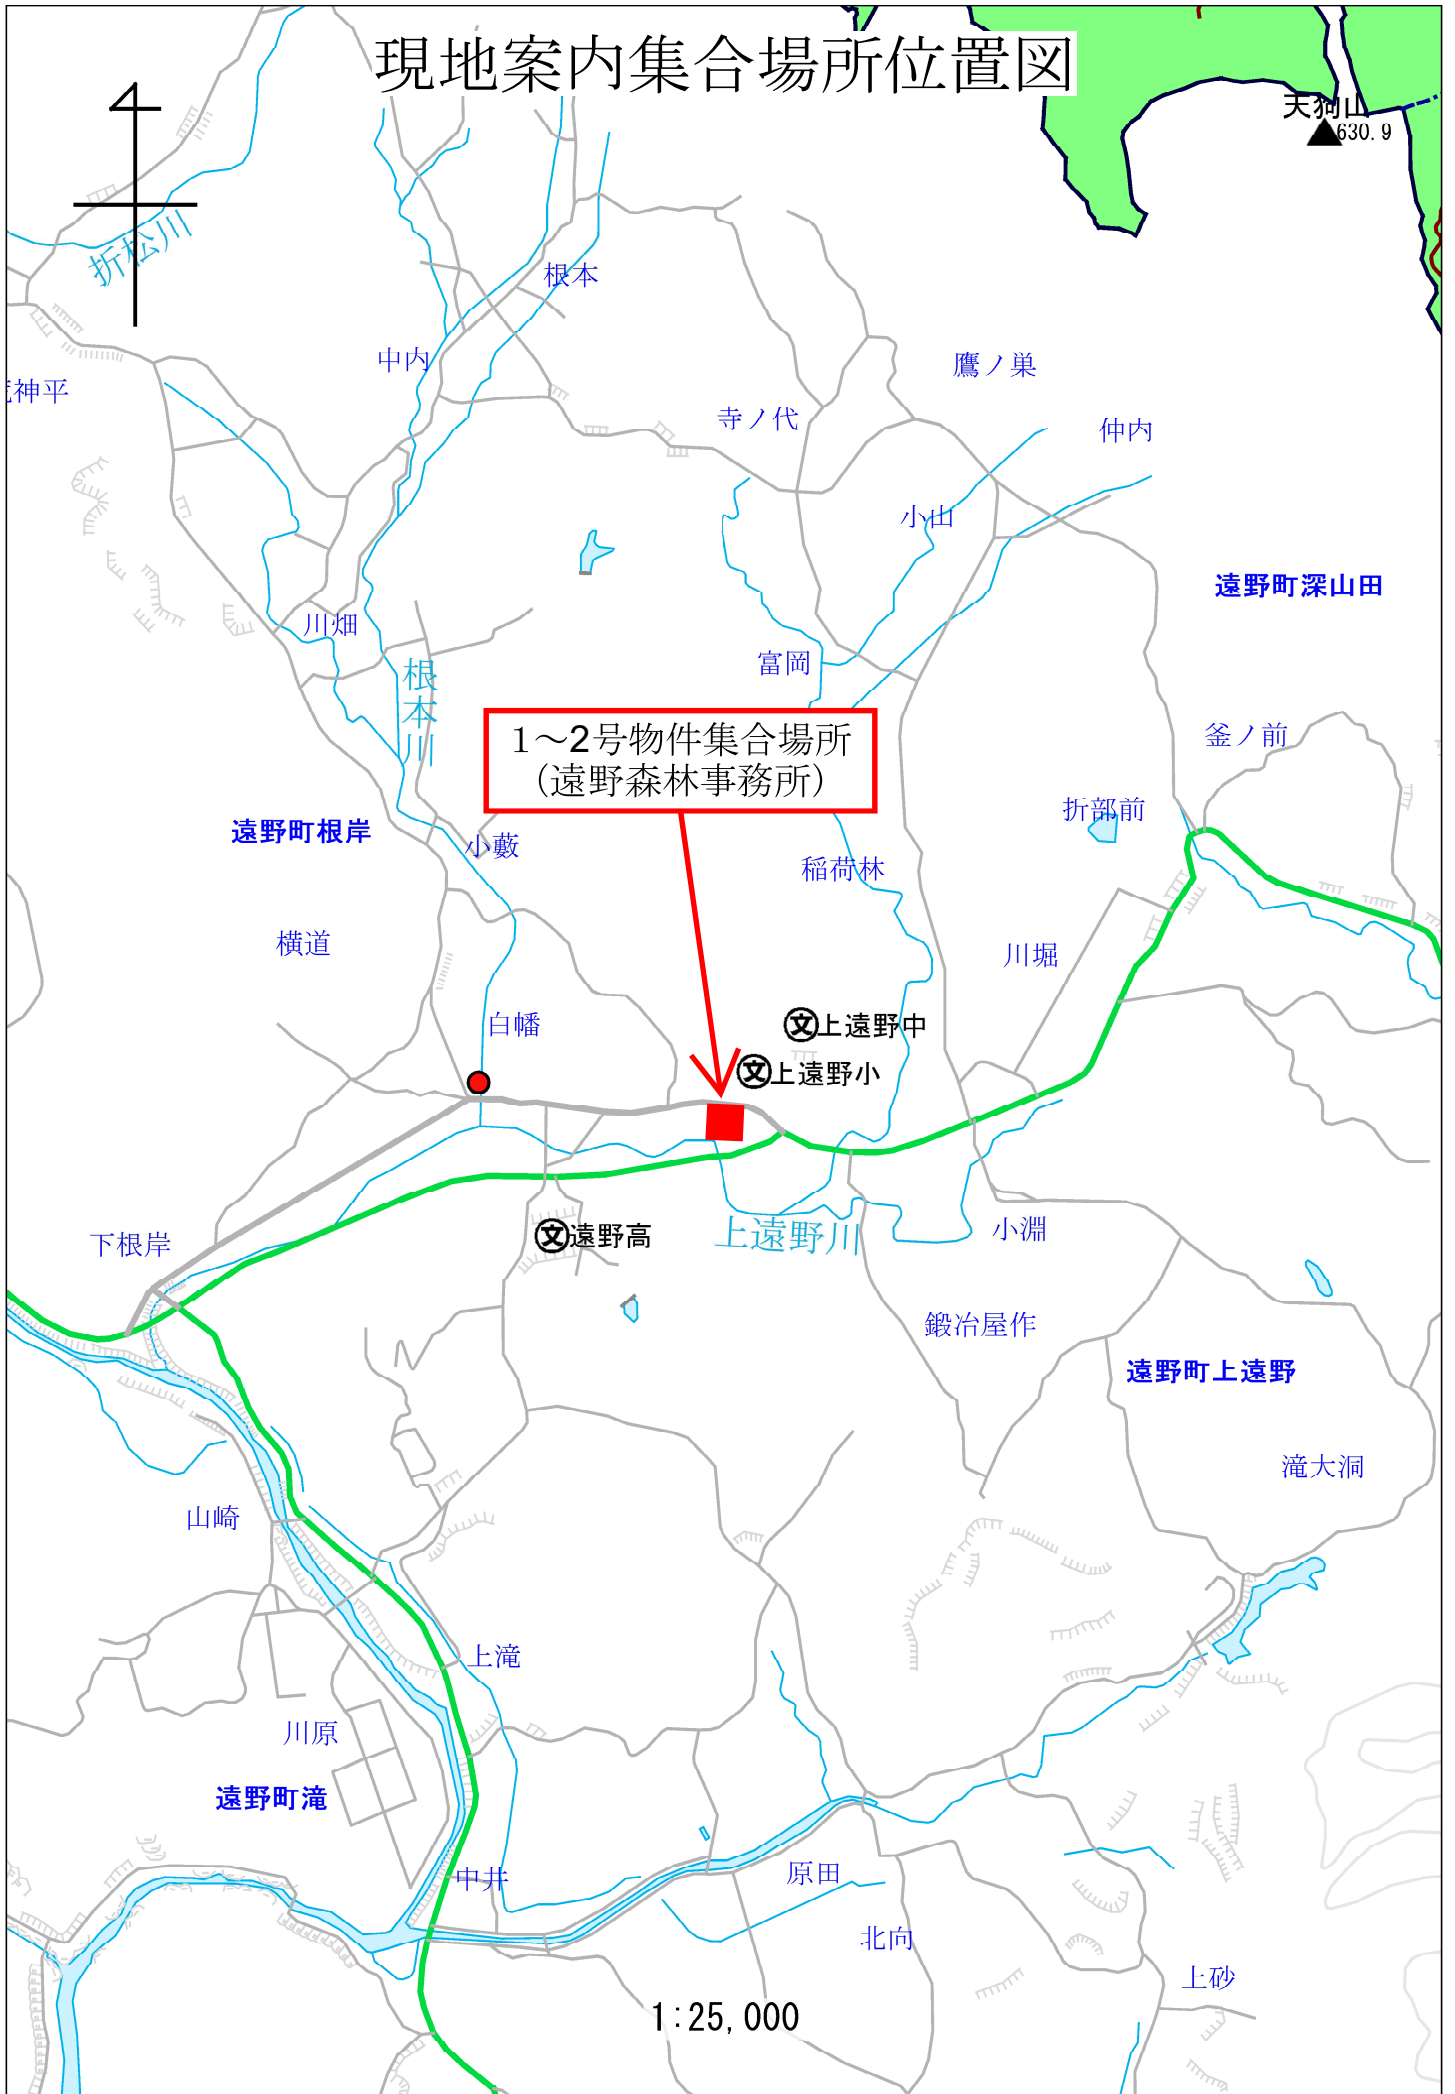 現地案内集合場所位置図
天狗山
630.9
折松川
根本
中内
鷹ノ巣
神平
寺ノ代
仲内
小山
遠野町深山田
川畑
富岡
根本川
1～2号物件集合場所
(遠野森林事務所)
釜ノ前
折部前
遠野町根岸
小藪
稲荷林
横道
川堀
白幡
上遠野中
上遠野小
文
文
下根岸
文
遠野高
上遠野川
小淵
鍛冶屋作
遠野町上遠野
滝大洞
山崎
上滝
川原
遠野町滝
中井
原田
北向
上砂
1:25,000